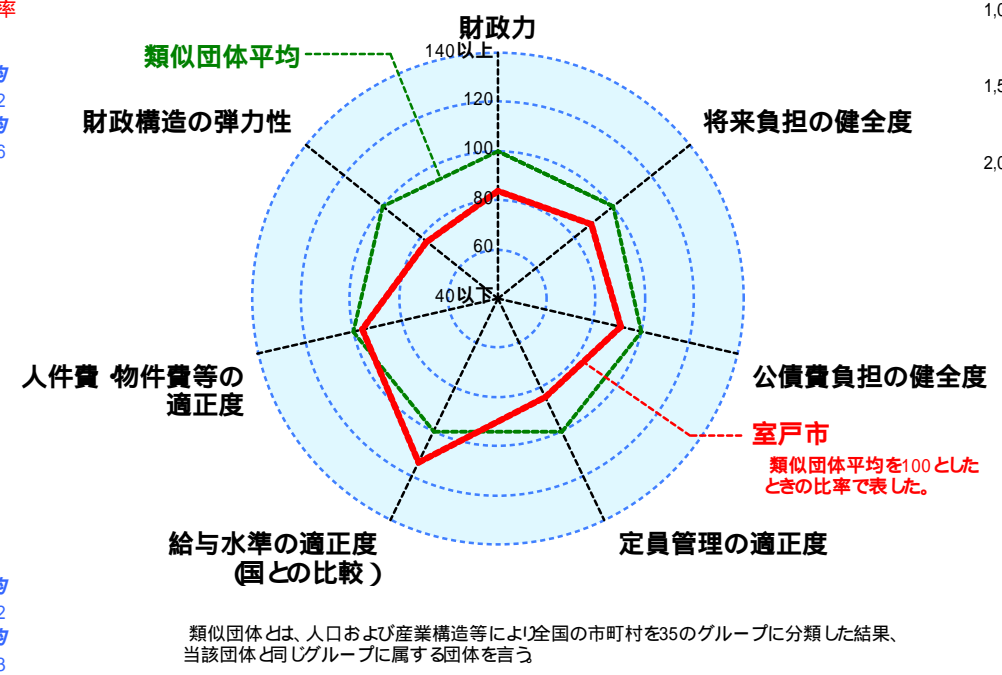 率
財政力
140以上
類似団体平均
120
100
80
60
40以下
財政構造の弾力性
将来負担の健全度
人件費・物件費等の
適正度
公債費負担の健全度
室戸市
類似団体平均を100とした
ときの比率で表した。
給与水準の適正度
(国との比較)
定員管理の適正度
類似団体とは、人口および産業構造等により全国の市町村を35のグループに分類した結果、
当該団体と同じグループに属する団体を言う。